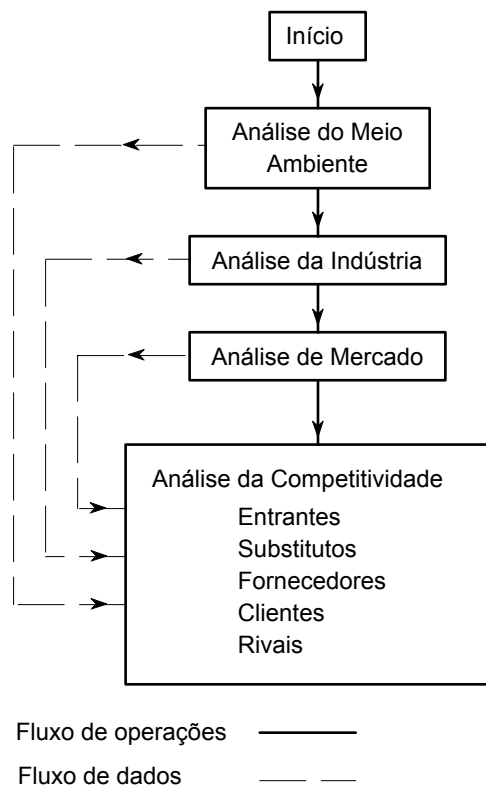 Início
Análise do Meio
Ambiente
Análise da Indústria
Análise de Mercado
Análise da Competitividade
Entrantes
Substitutos
Fornecedores
Clientes
Rivais
Fluxo de operações
Fluxo de dados